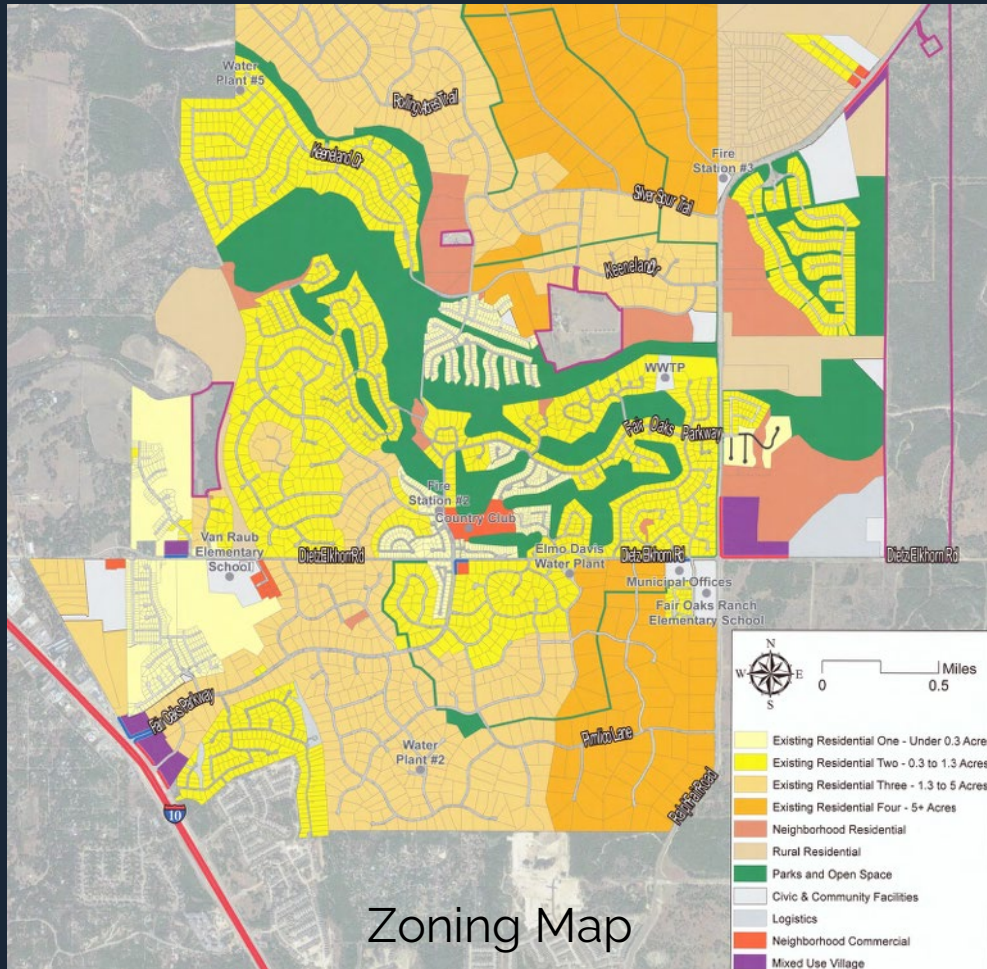 Water
Plant #5
Rolling Acres Trail
Keeneland Dr
Fire
Station #3
Silver Spur Trail
Keeneland Dr
WWTP
Fair Oaks Parkway
Fire
Station #2
Country Club
Van Raub
Elementary
School
Dietz Elkhorn Rd
Elmo Davis
Water Plant
Dietz Elkhorn Rd
Dietz Elkhorn Rd
Municipal Offices
Fair Oaks Ranch
Elementary School
Fair Oaks Parkway
Pimlico Lane
Water
Plant #2
Ralph Fair Road
10
N
W E
S
Miles
0 0.5
Existing Residential One - Under 0.3 Acre
Existing Residential Two - 0.3 to 1.3 Acres
Existing Residential Three - 1.3 to 5 Acres
Existing Residential Four - 5+ Acres
Neighborhood Residential
Rural Residential
Parks and Open Space
Civic & Community Facilities
Logistics
Neighborhood Commercial
Mixed Use Village
Zoning Map